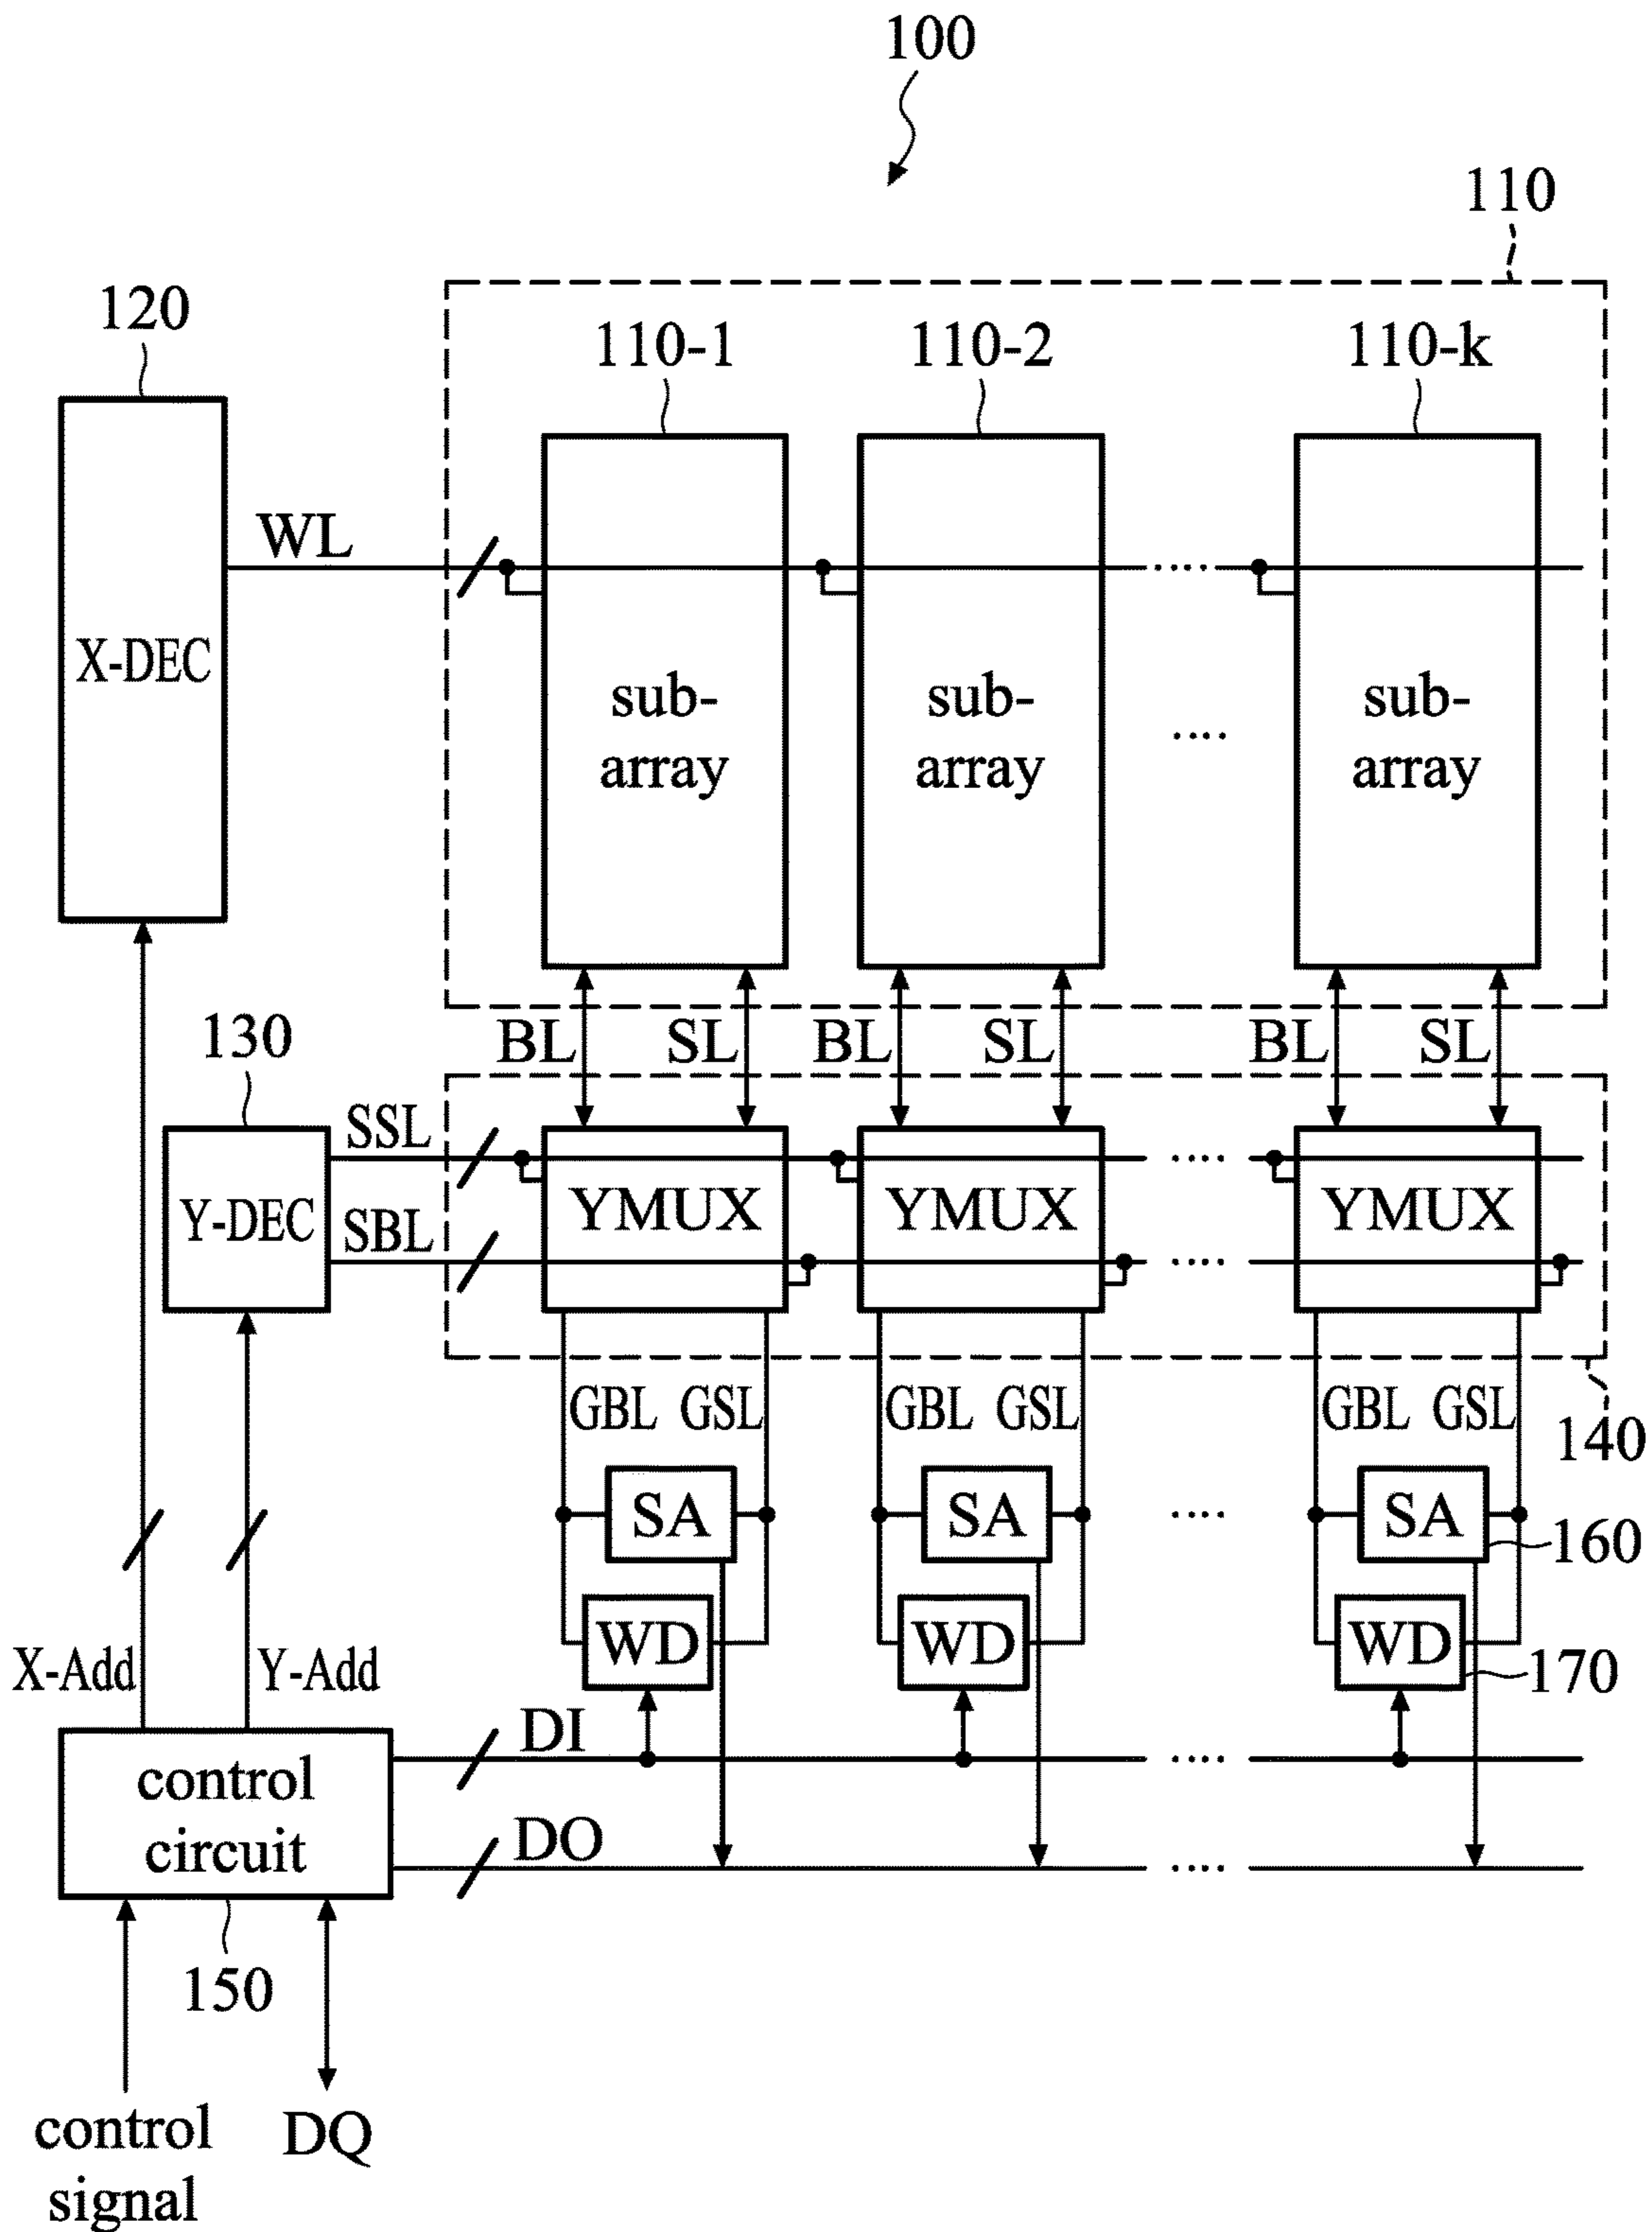 100
110
120
110-1
110-2
110-k
WL
X-DEC
sub-
array
sub-
array
....
sub-
array
....
BL
SL
BL
SL
BL
SL
130
SSL
SBL
Y-DEC
YMUX
YMUX
....
YMUX
....
GBL
GSL
GBL
GSL
GBL
GSL
140
SA
SA
....
SA
160
WD
WD
WD
170
X-Add
Y-Add
DI
....
control
circuit
DO
....
150
control
signal
DQ